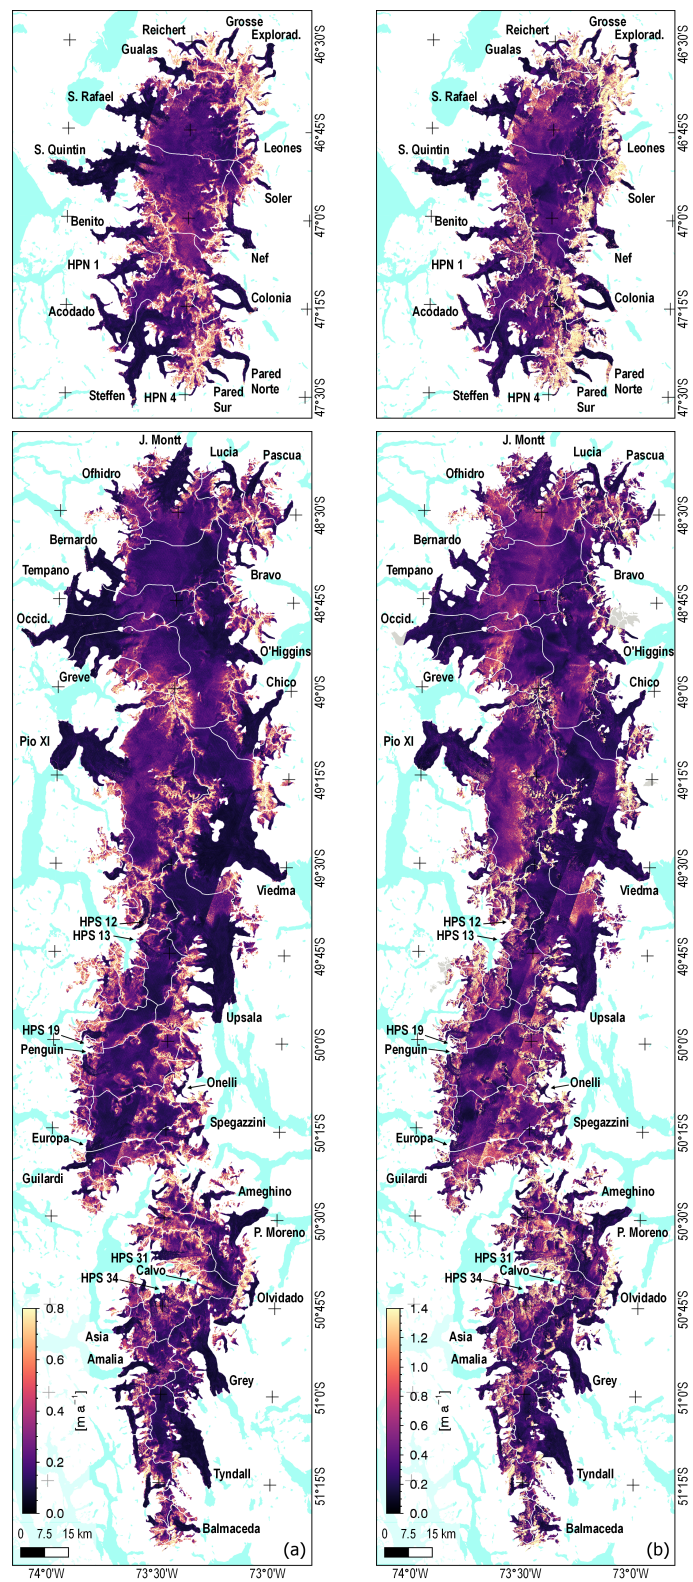 Grosse
Reichert
Explorad.
Gualas
S. Rafael
S. Quintin
Leones
Soler
Benito
Nef
HPN 1
Colonia
Acodado
Pared
Norte
Steffen
HPN 4
Pared
Sur
46°30'S
46°45'S
47°0'S
47°15'S
47°30'S
Grosse
Reichert
Explorad.
Gualas
S. Rafael
S. Quintin
Leones
Soler
Benito
Nef
HPN 1
Colonia
Acodado
Pared
Norte
Steffen
HPN 4
Pared
Sur
46°30'S
46°45'S
47°0'S
47°15'S
47°30'S
J. Montt
Lucia
Pascua
Ofhidro
Bernardo
Tempano
Bravo
Occid.
O'Higgins
Greve
Chico
Pio XI
Viedma
HPS 12
HPS 13
Upsala
HPS 19
Penguin
Onelli
Spegazzini
Europa
Guilardi
Ameghino
P. Moreno
HPS 31
Calvo
HPS 34
Olvidado
Asia
Amalia
Grey
Tyndall
Balmaceda
0.8
0.6
0.4
0.2
0.0
[m a⁻¹]
0 7.5 15 km
(a)
48°30'S
48°45'S
49°0'S
49°15'S
49°30'S
49°45'S
50°0'S
50°15'S
50°30'S
50°45'S
51°0'S
51°15'S
74°0'W
73°30'W
73°0'W
J. Montt
Lucia
Pascua
Ofhidro
Bernardo
Tempano
Bravo
Occid.
O'Higgins
Greve
Chico
Pio XI
Viedma
HPS 12
HPS 13
Upsala
HPS 19
Penguin
Onelli
Spegazzini
Europa
Guilardi
Ameghino
P. Moreno
HPS 31
Calvo
HPS 34
Olvidado
Asia
Amalia
Grey
Tyndall
Balmaceda
1.4
1.2
1.0
0.8
0.6
0.4
0.2
0.0
[m a⁻¹]
0 7.5 15 km
(b)
48°30'S
48°45'S
49°0'S
49°15'S
49°30'S
49°45'S
50°0'S
50°15'S
50°30'S
50°45'S
51°0'S
51°15'S
74°0'W
73°30'W
73°0'W